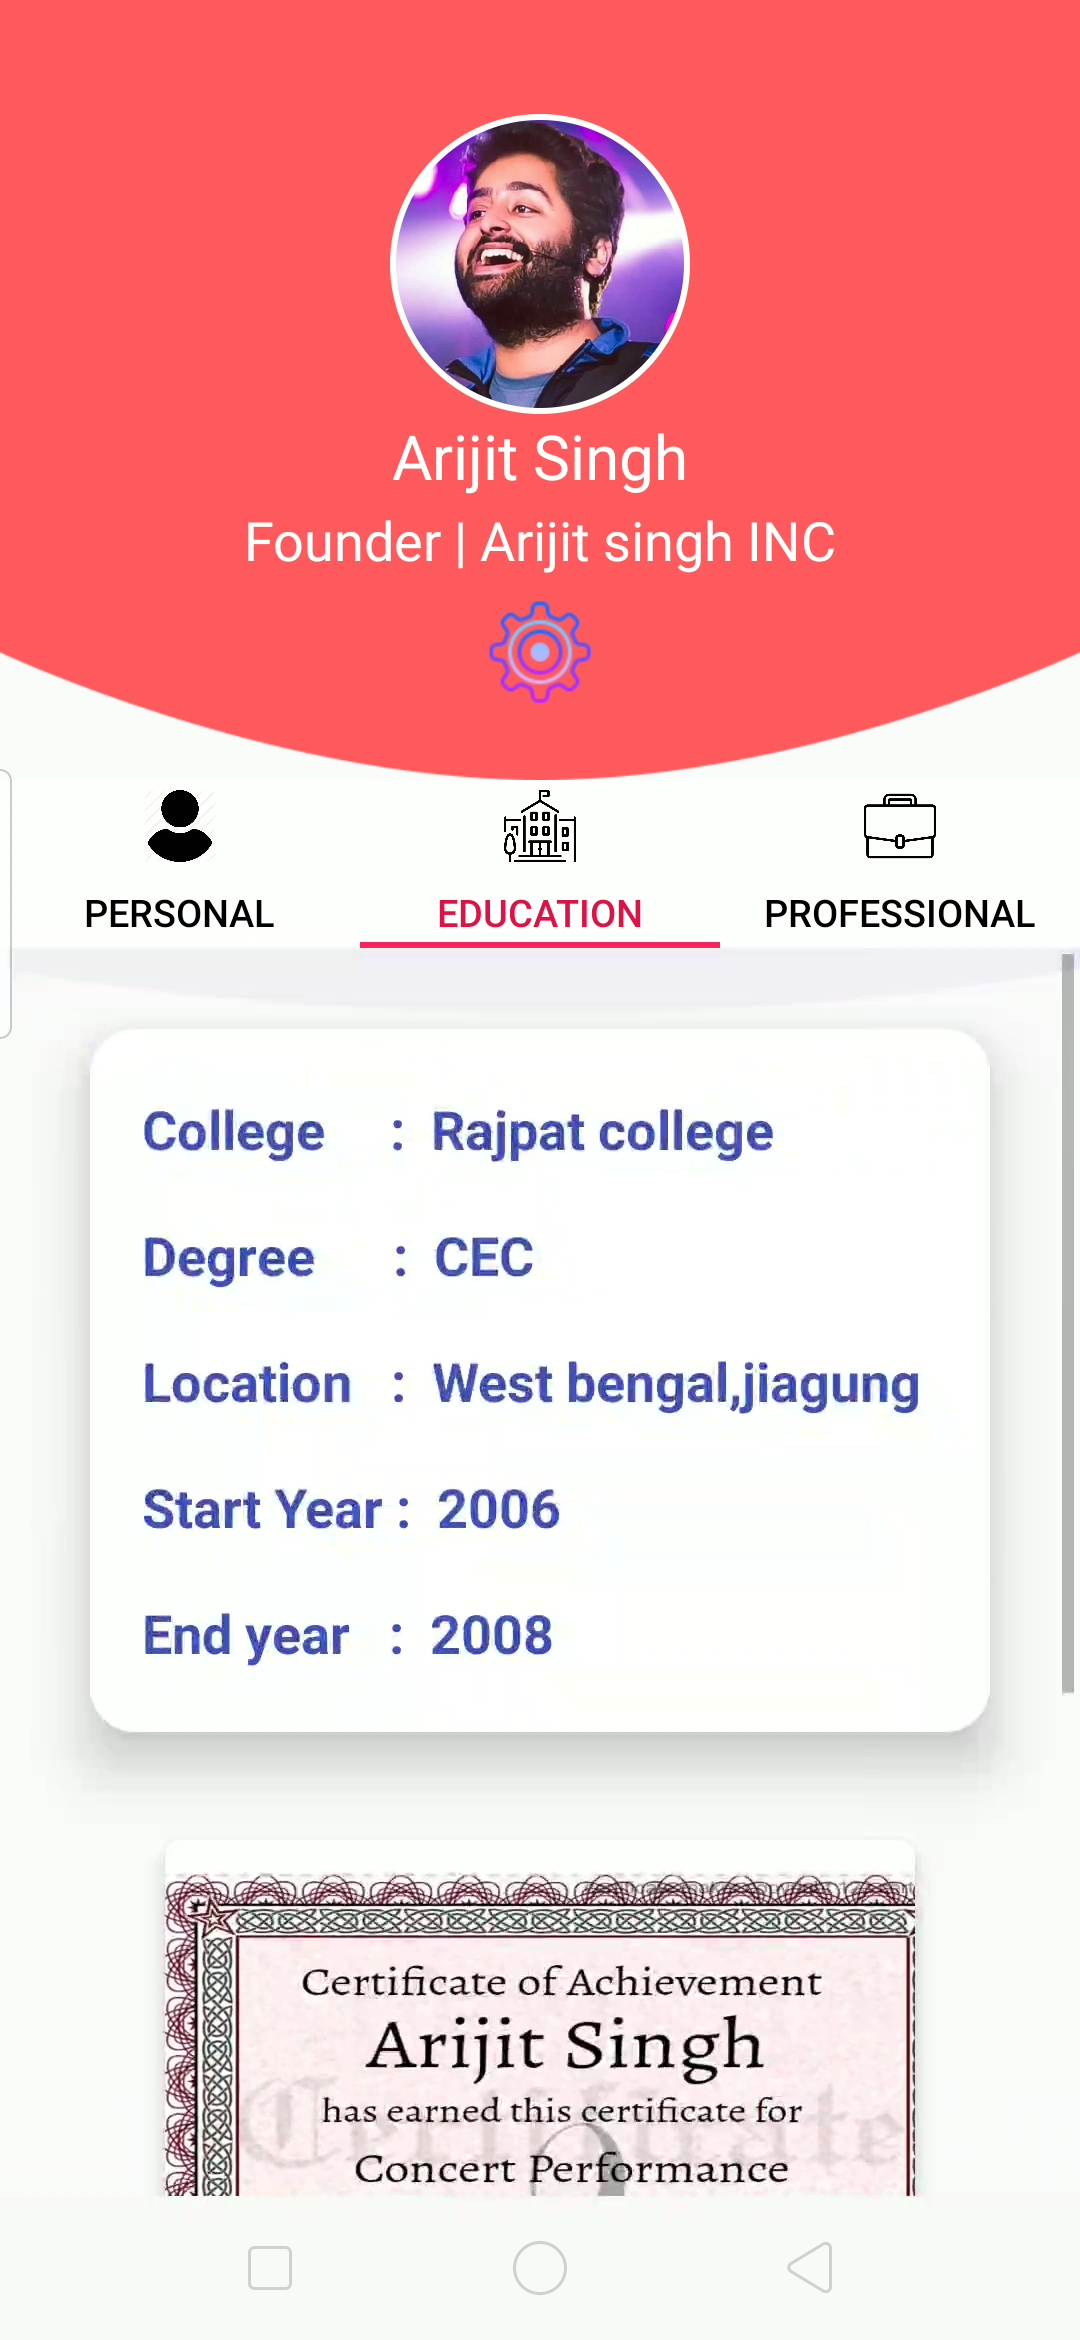 Arijit Singh
Founder | Arijit singh INC
PERSONAL
EDUCATION
PROFESSIONAL
College : Rajpat college
Degree : CEC
Location : West bengal,jiagung
Start Year : 2006
End year : 2008
Certificate of Achievement
Arijit Singh
has earned this certificate for
Certificate
Concert Performance